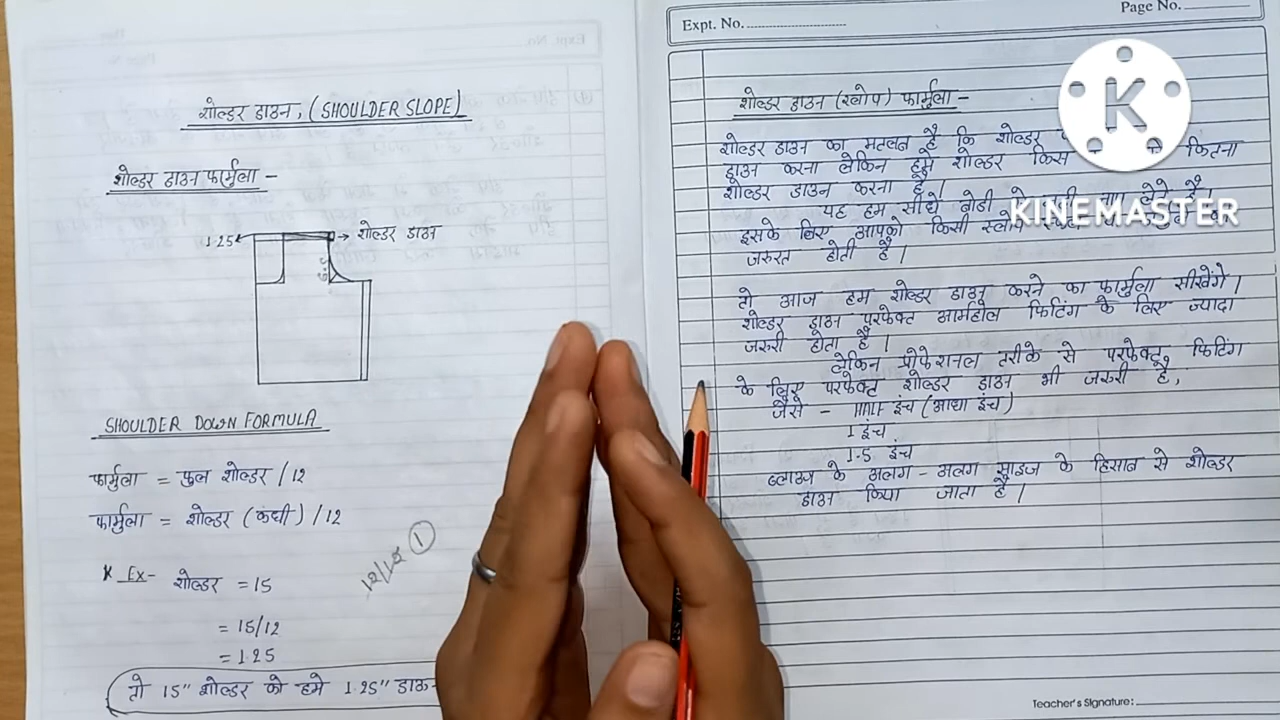 शोल्डर डाउन, (SHOULDER SLOPE)
शोल्डर डाउन फार्मुला -
1.25
→ शोल्डर डाउन
SHOULDER DOWN FORMULA
फार्मुला = फुल शोल्डर / 12
फार्मुला = शोल्डर (कंधी) / 12
12/12 ①
Ex- शोल्डर = 15
= 15/12
= 1.25
तो 15" शोल्डर को हमे 1.25" डाऊ
Expt. No.
Page No.
शोल्डर डाउन (स्लोप) फार्मुला -
शोल्डर डाउन का मतलब है कि शोल्डर
डाउन करना लेकिन हमे शोल्डर किस कितना
शोल्डर डाउन करना है।
यह हम सीधे बोडी
इसके लिए आपको किसी स्लोप
जरुरत होती है।
तो आज हम शोल्डर डाउन करने का फार्मुला सीखेंगे।
शोल्डर डाउन परफेक्ट आर्महोल फिटिंग के लिए ज्यादा
जरुरी होता है।
लेकिन प्रोफेशनल तरीके से परफेक्ट फिटिंग
के लिए परफेक्ट शोल्डर डाउन भी जरुरी है,
जैसे - इंच (आधा इंच)
1 इंच
1.5 इंच
ब्लाउज के अलग - अलग साइज के हिसाब से शोल्डर
डाउन किया जाता है।
Teacher's Signature:
K
KINEMASTER